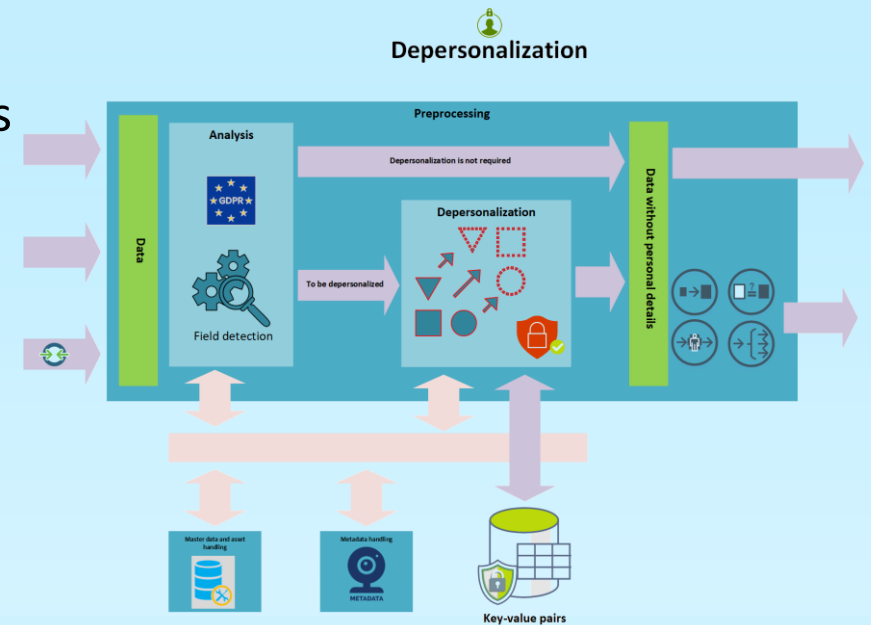 Depersonalization
s
Preprocessing
Analysis
GDPR
Field detection
Data
Depersonalization is not required
To be depersonalized
Depersonalization
Data without personal details
?
=
Master data and asset
handling
Metadata handling
METADATA
Key-value pairs